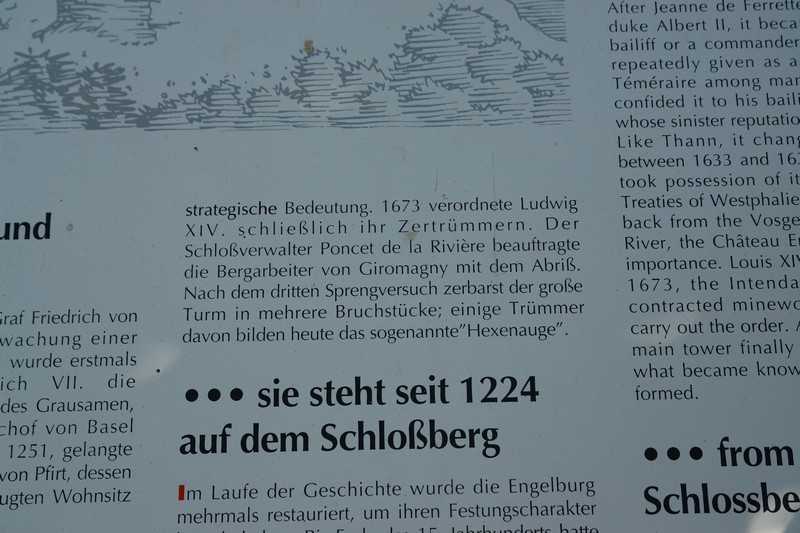 und
Graf Friedrich von
wachung einer
wurde erstmals
ich VII. die
des Grausamen,
chof von Basel
1251, gelangte
von Pfirt, dessen
ugten Wohnsitz
strategische Bedeutung. 1673 verordnete Ludwig
XIV. schließlich ihr Zertrümmern. Der
Schloßverwalter Poncet de la Rivière beauftragte
die Bergarbeiter von Giromagny mit dem Abriß.
Nach dem dritten Sprengversuch zerbarst der große
Turm in mehrere Bruchstücke; einige Trümmer
davon bilden heute das sogenannte"Hexenauge".
••• sie steht seit 1224
auf dem Schloßberg
Im Laufe der Geschichte wurde die Engelburg
mehrmals restauriert, um ihren Festungscharakter
15. Jahrhunderts hatte
After Jeanne de Ferrette
duke Albert II, it beca
bailiff or a commander
repeatedly given as a
Téméraire among man
confided it to his baili
whose sinister reputatio
Like Thann, it chang
between 1633 and 163
took possession of it
Treaties of Westphalie
back from the Vosge
River, the Château En
importance. Louis XIV
1673, the Intenda
contracted minewo
carry out the order. A
main tower finally
what became know
formed.
••• from
Schlossbe